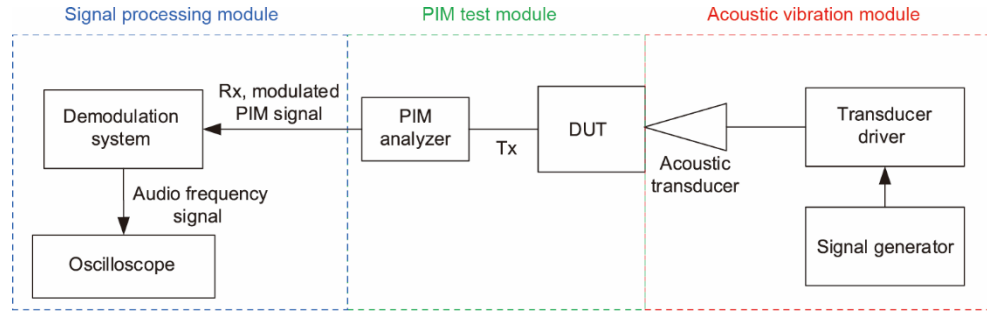 Signal processing module
PIM test module
Acoustic vibration module
Rx, modulated
PIM signal
Demodulation
system
PIM
analyzer
Tx
DUT
Acoustic
transducer
Transducer
driver
Audio frequency
signal
Oscilloscope
Signal generator